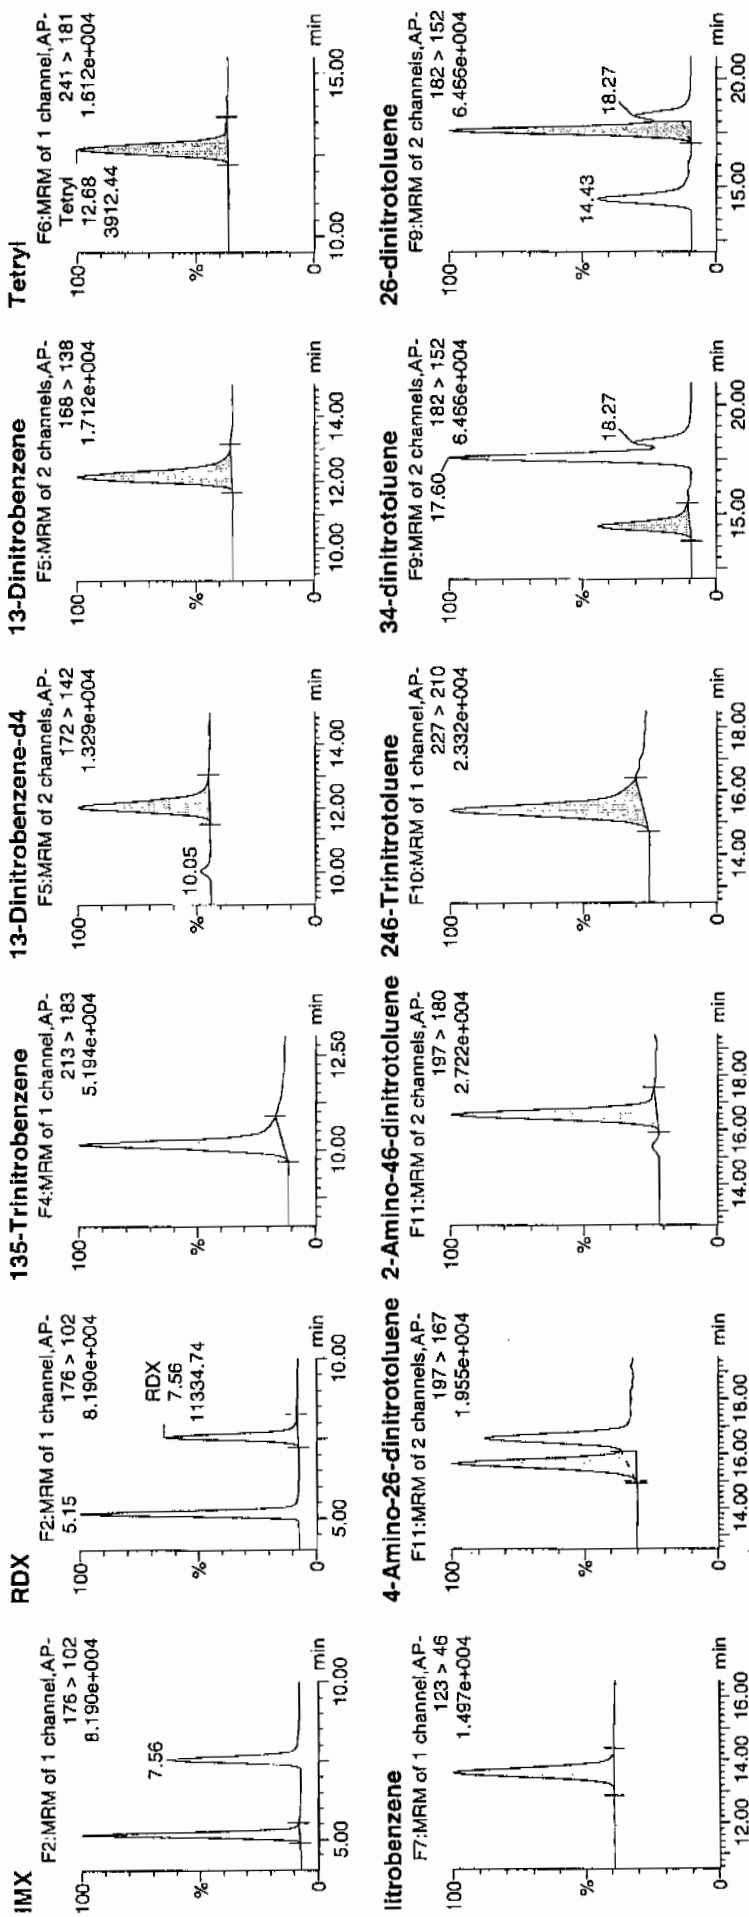 iMX
F2:MRM of 1 channel,AP-
176 > 102
8.190e+004
100
7.56
%
0
5.00
10.00
min
RDX
F2:MRM of 1 channel,AP-
176 > 102
8.190e+004
100
5.15
RDX
7.56
11334.74
%
0
5.00
10.00
min
135-Trinitrobenzene
F4:MRM of 1 channel,AP-
213 > 183
5.194e+004
100
%
0
10.00
12.50
min
13-Dinitrobenzene-d4
F5:MRM of 2 channels,AP-
172 > 142
1.329e+004
100
%
10.05
0
10.00
12.00
14.00
min
13-Dinitrobenzene
F5:MRM of 2 channels,AP-
168 > 138
1.712e+004
100
%
0
10.00
12.00
14.00
min
Tetryl
F6:MRM of 1 channel,AP-
241 > 181
1.612e+004
100
Tetryl
12.68
3912.44
%
0
10.00
15.00
min
litrobenzene
F7:MRM of 1 channel,AP-
123 > 46
1.497e+004
100
%
0
12.00
14.00
16.00
min
4-Amino-26-dinitrotoluene
F11:MRM of 2 channels,AP-
197 > 167
1.955e+004
100
%
0
14.00
16.00
18.00
min
2-Amino-46-dinitrotoluene
F11:MRM of 2 channels,AP-
197 > 180
2.722e+004
100
%
0
14.00
16.00
18.00
min
246-Trinitrotoluene
F10:MRM of 1 channel,AP-
227 > 210
2.332e+004
100
%
0
14.00
16.00
18.00
min
34-dinitrotoluene
F9:MRM of 2 channels,AP-
182 > 152
6.466e+004
100
17.60
18.27
%
0
15.00
20.00
min
26-dinitrotoluene
F9:MRM of 2 channels,AP-
182 > 152
6.466e+004
100
14.43
18.27
%
0
15.00
20.00
min